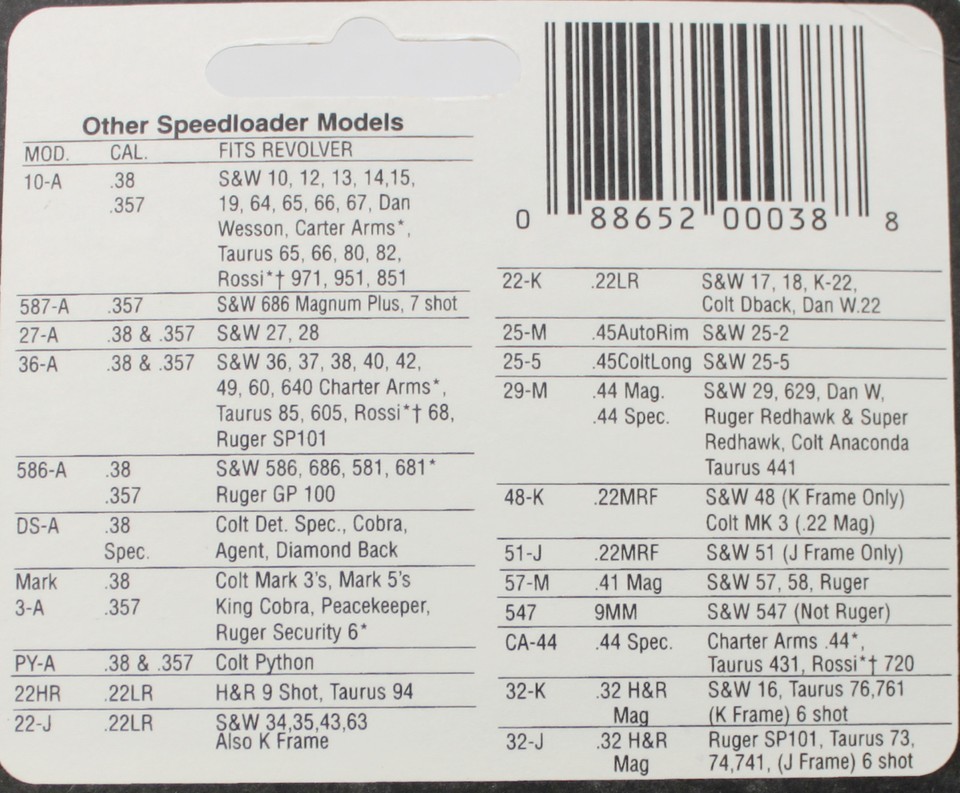 Other Speedloader Models
MOD. CAL. FITS REVOLVER
10-A .38 S&W 10, 12, 13, 14,15,
.357 19, 64, 65, 66, 67, Dan
Wesson, Carter Arms*,
Taurus 65, 66, 80, 82,
Rossi*† 971, 951, 851
587-A .357 S&W 686 Magnum Plus, 7 shot
27-A .38 & .357 S&W 27, 28
36-A .38 & .357 S&W 36, 37, 38, 40, 42,
49, 60, 640 Charter Arms*,
Taurus 85, 605, Rossi*† 68,
Ruger SP101
586-A .38 S&W 586, 686, 581, 681*
.357 Ruger GP 100
DS-A .38 Colt Det. Spec., Cobra,
Spec. Agent, Diamond Back
Mark .38 Colt Mark 3's, Mark 5's
3-A .357 King Cobra, Peacekeeper,
Ruger Security 6*
PY-A .38 & .357 Colt Python
22HR .22LR H&R 9 Shot, Taurus 94
22-J .22LR S&W 34,35,43,63
Also K Frame
0 88652 00038 8
22-K .22LR S&W 17, 18, K-22,
Colt Dback, Dan W.22
25-M .45AutoRim S&W 25-2
25-5 .45ColtLong S&W 25-5
29-M .44 Mag. S&W 29, 629, Dan W,
.44 Spec. Ruger Redhawk & Super
Redhawk, Colt Anaconda
Taurus 441
48-K .22MRF S&W 48 (K Frame Only)
Colt MK 3 (.22 Mag)
51-J .22MRF S&W 51 (J Frame Only)
57-M .41 Mag S&W 57, 58, Ruger
547 9MM S&W 547 (Not Ruger)
CA-44 .44 Spec. Charter Arms .44*,
Taurus 431, Rossi*† 720
32-K .32 H&R S&W 16, Taurus 76,761
Mag (K Frame) 6 shot
32-J .32 H&R Ruger SP101, Taurus 73,
Mag 74,741, (J Frame) 6 shot